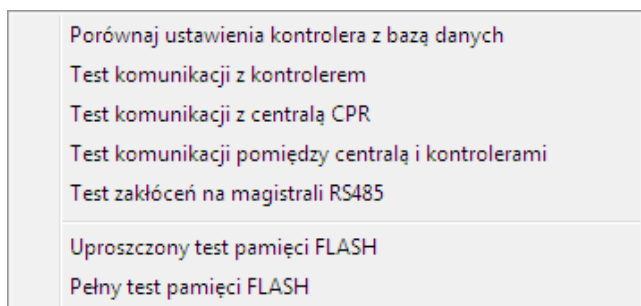 Porównaj ustawienia kontrolera z bazą danych
Test komunikacji z kontrolerem
Test komunikacji z centralą CPR
Test komunikacji pomiędzy centralą i kontrolerami
Test zakłóceń na magistrali RS485
Uproszczony test pamięci FLASH
Pełny test pamięci FLASH